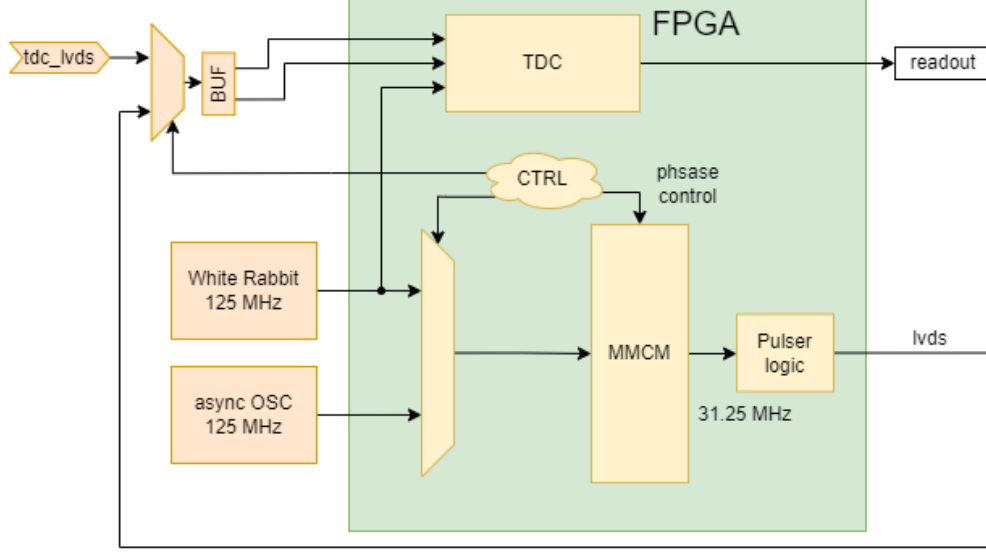 FPGA
tdc_lvds
BUF
TDC
readout
CTRL
phsase
control
White Rabbit
125 MHz
MMCM
Pulser
logic
lvds
async OSC
125 MHz
31.25 MHz